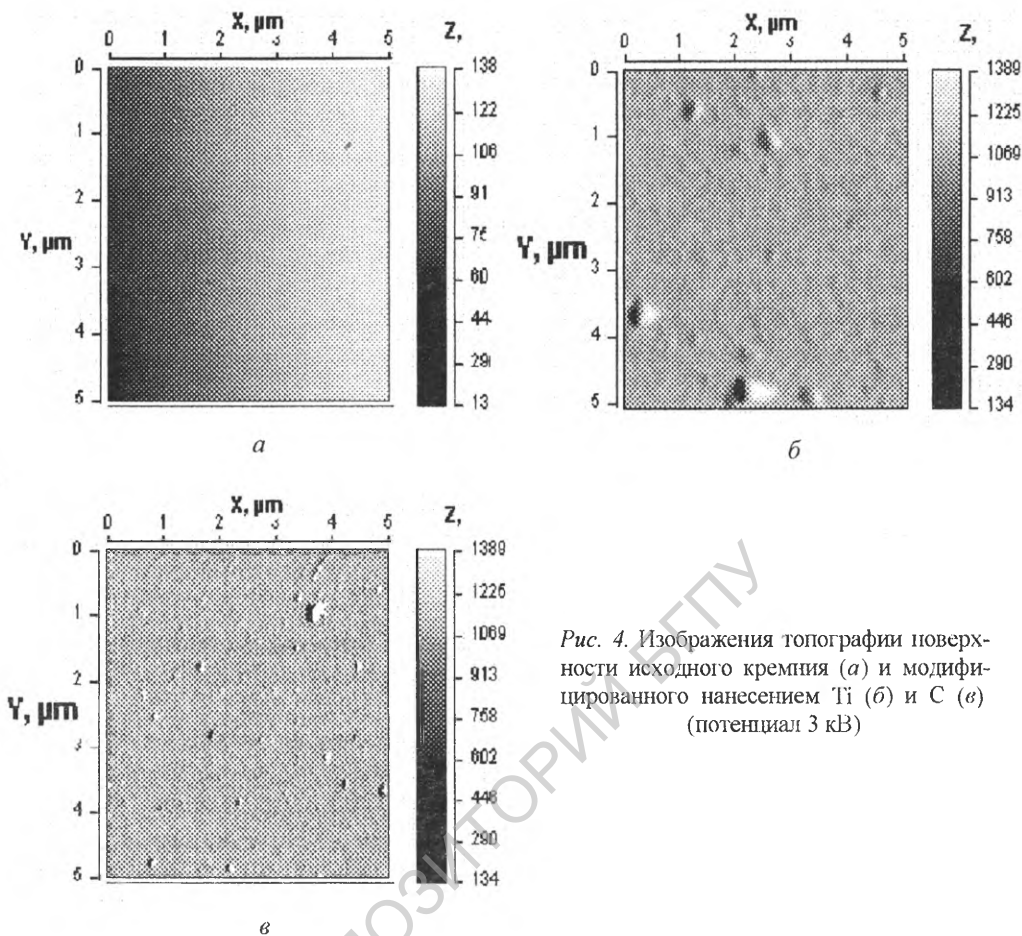 X, μm
0 1 2 3 4 5
Z,
0
1
2
3
4
5
Y, μm
138
122
106
91
76
60
44
29
13
а
X, μm
0 1 2 3 4 5
Z,
0
1
2
3
4
5
Y, μm
1389
1225
1069
913
758
602
446
290
134
б
X, μm
0 1 2 3 4 5
Z,
0
1
2
3
4
5
Y, μm
1389
1225
1069
913
758
602
446
290
134
в
Рис. 4. Изображения топографии поверх-
ности исходного кремния (а) и модифи-
цированного нанесением Ti (б) и C (в)
(потенциал 3 кВ)
ПОЗИТОРИЙ БГПУ